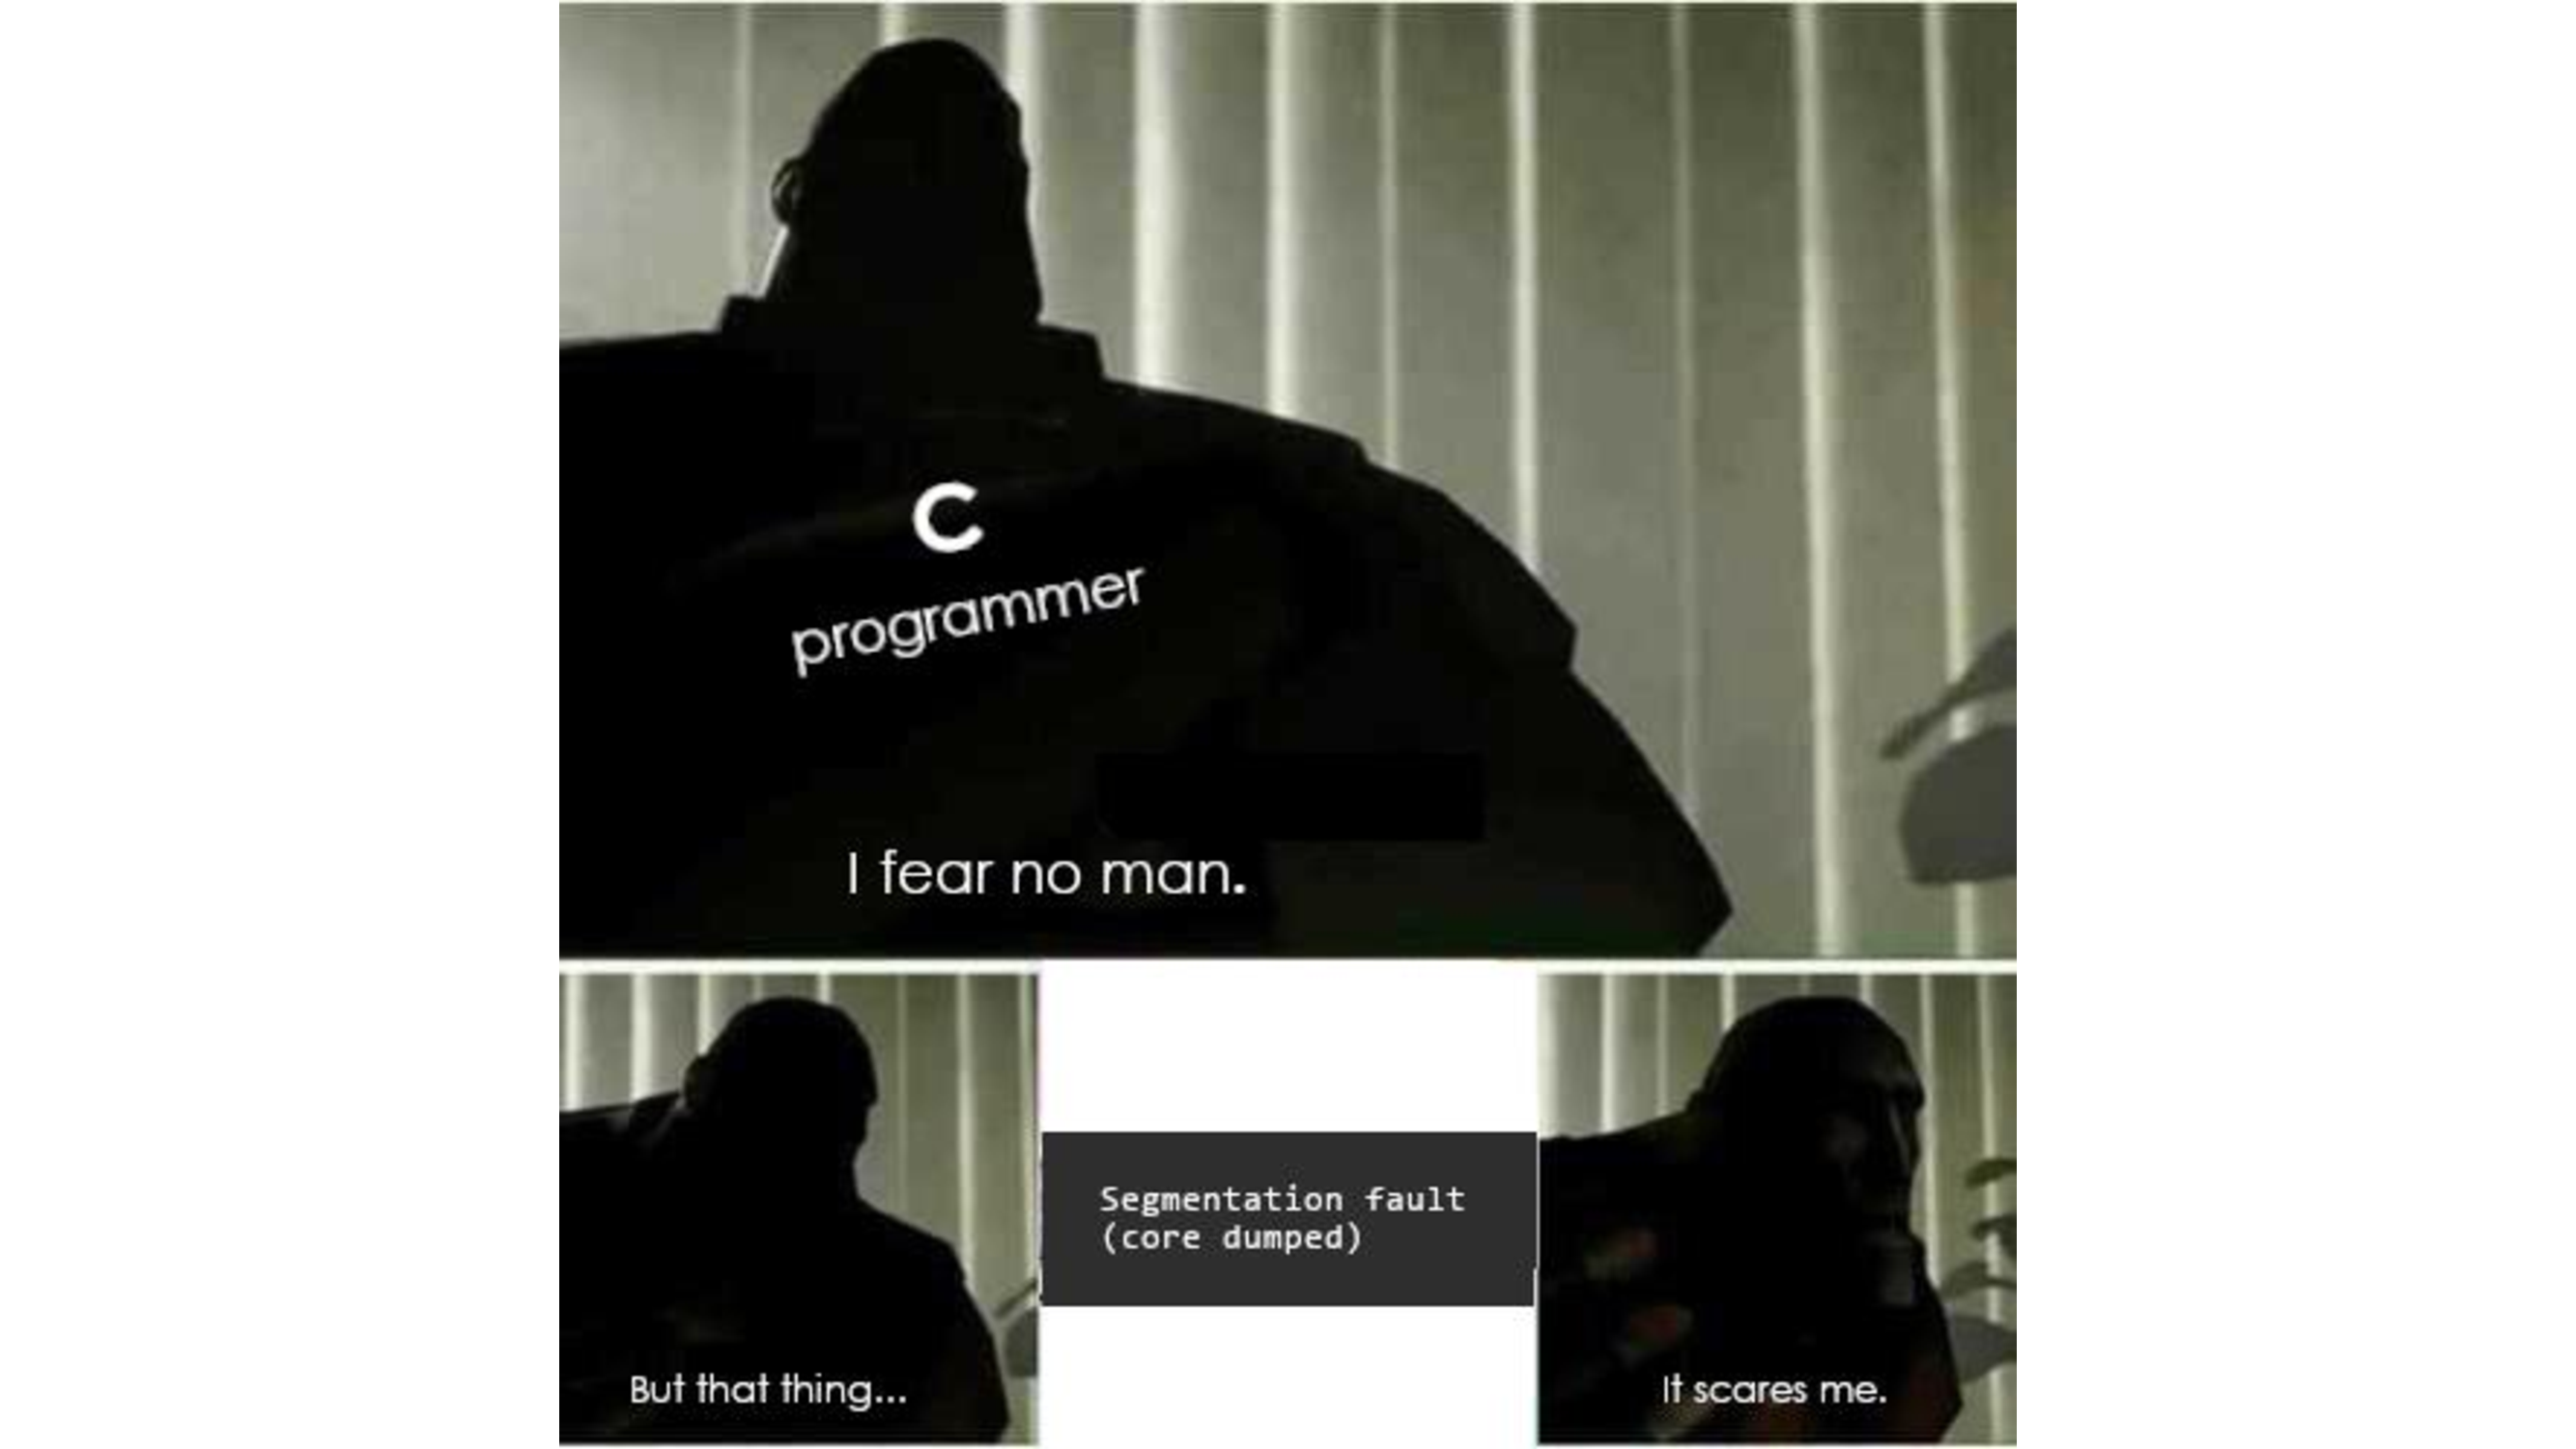 C
programmer
I fear no man.
But that thing...
Segmentation fault
(core dumped)
It scares me.